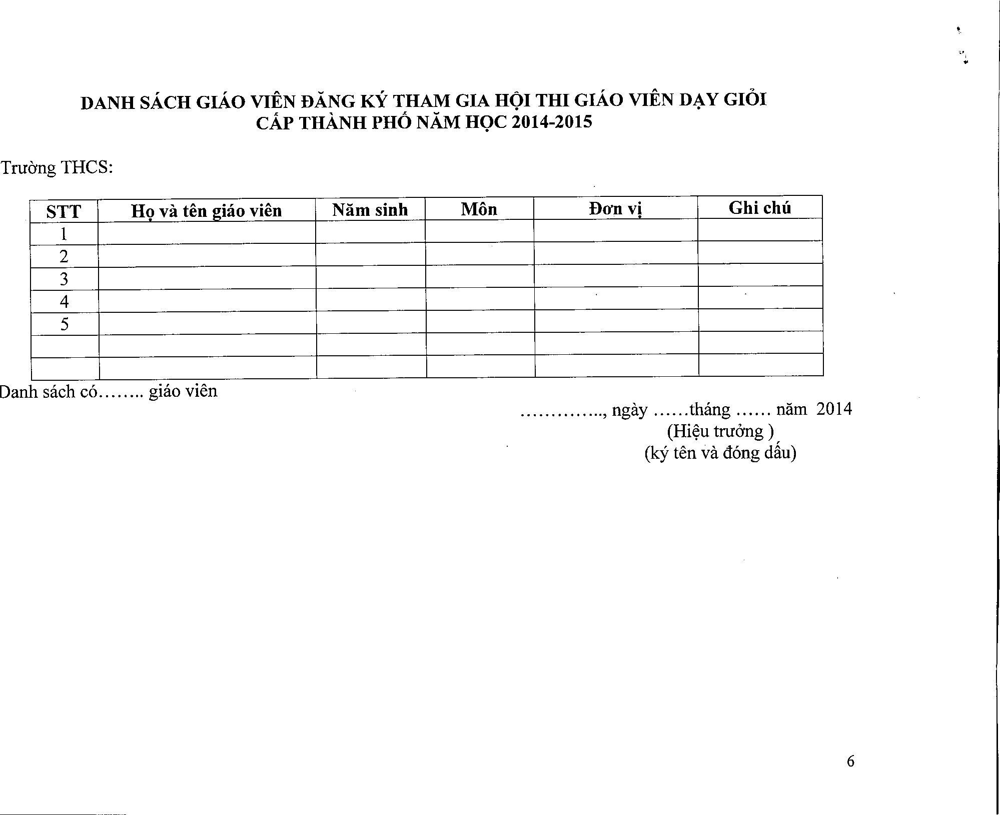 DANH SÁCH GIÁO VIÊN ĐĂNG KÝ THAM GIA HỘI THI GIÁO VIÊN DẠY GIỎI
CẤP THÀNH PHỐ NĂM HỌC 2014-2015
Trường THCS:
STT Họ và tên giáo viên Năm sinh Môn Đơn vị Ghi chú
1
2
3
4
5
Danh sách có........ giáo viên
.............., ngày ......tháng ...... năm 2014
(Hiệu trưởng )
(ký tên và đóng dấu)
6